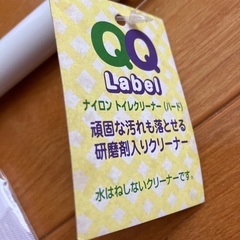 QQ
Label
ナイロン トイレクリーナー(ハード)
頑固な汚れも落とせる
研磨剤入りクリーナー
水はねしないクリーナーです。